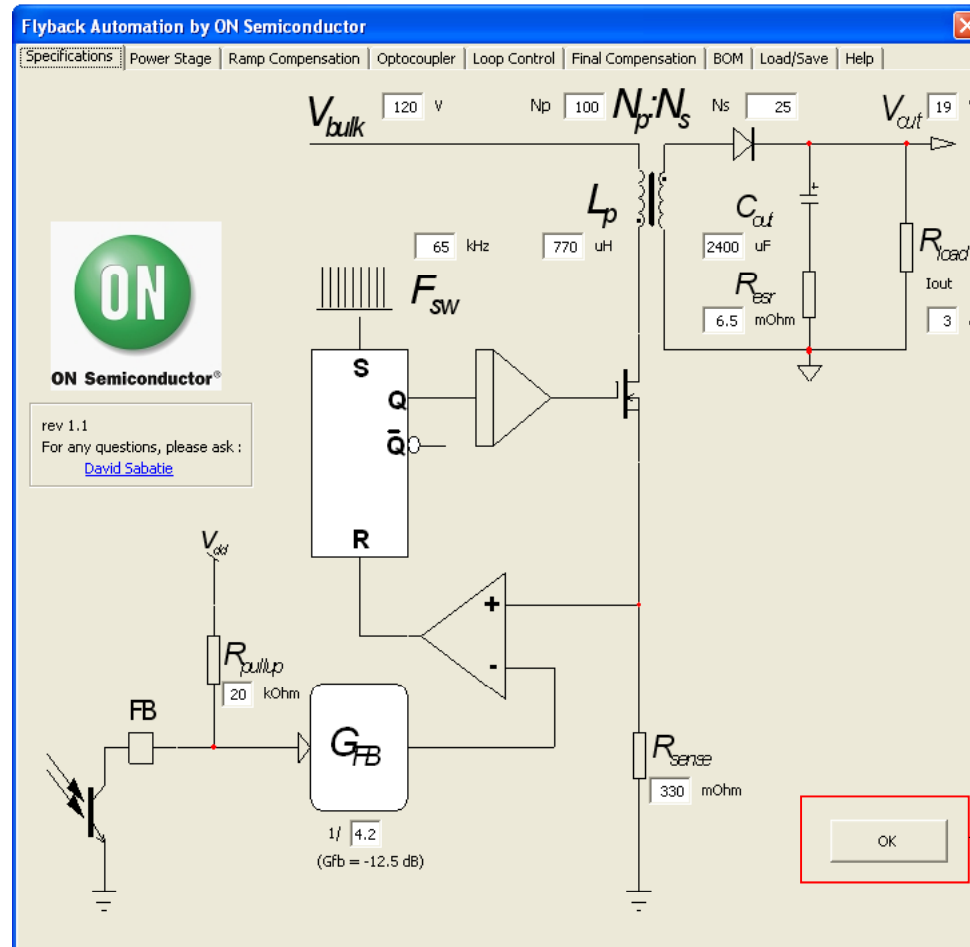 Flyback Automation by ON Semiconductor
Specifications Power Stage Ramp Compensation Optocoupler Loop Control Final Compensation BOM Load/Save Help
Vbulk 120 V Np 100 Np:Ns Ns 25 Vout 19
Lp
Cout
65 kHz 770 uH 2400 uF
Rload
Fsw
Resr
Iout
6.5 mOhm 3
ON
ON Semiconductor®
S
Q
Q̄
R
rev 1.1
For any questions, please ask :
David Sabatie
Vdd
+
-
Rpullup
20 kOhm
FB
GFB
Rsense
330 mOhm
1/ 4.2
(Gfb = -12.5 dB)
OK